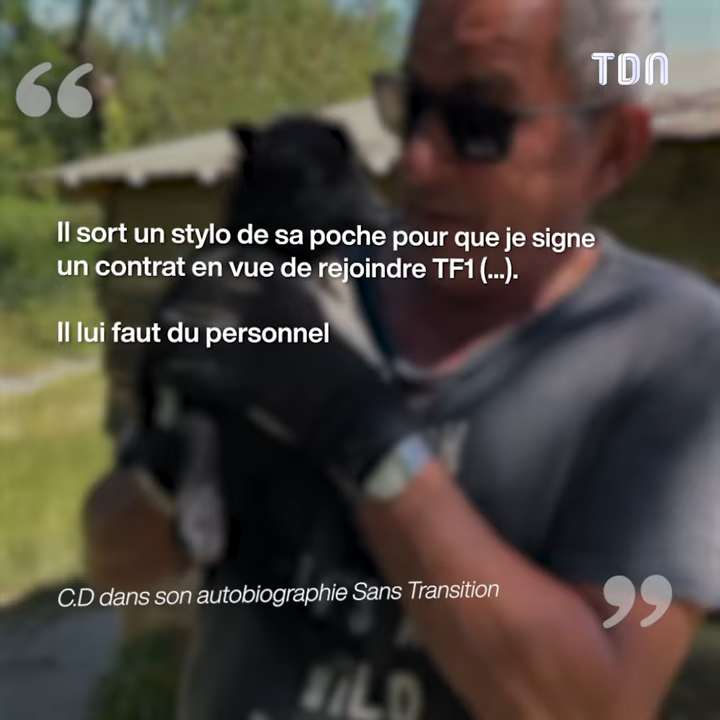 TDN
“
Il sort un stylo de sa poche pour que je signe
un contrat en vue de rejoindre TF1 (...).
Il lui faut du personnel
C.D dans son autobiographie Sans Transition
”
WILD